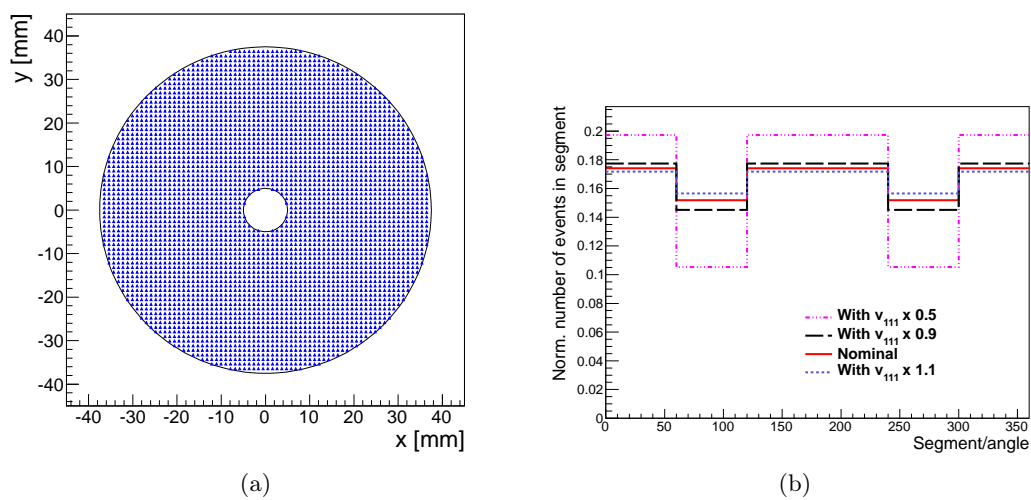 y [mm]
40
30
20
10
0
-10
-20
-30
-40
-40 -30 -20 -10 0 10 20 30 40
x [mm]
(a)
Norm. number of events in segment
0.2
0.18
0.16
0.14
0.12
0.1
0.08
0.06
0.04
0.02
0
With v111 x 0.5
With v111 x 0.9
Nominal
With v111 x 1.1
0 50 100 150 200 250 300 350
Segment/angle
(b)